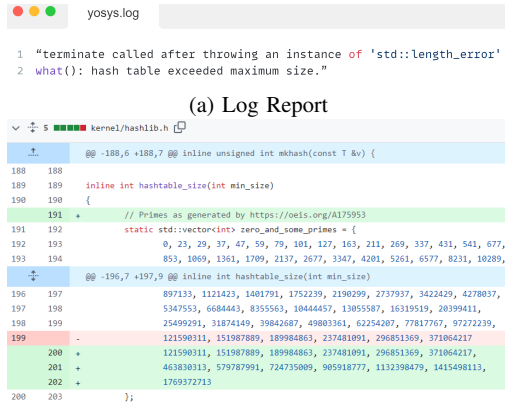 yosys.log
1 “terminate called after throwing an instance of 'std::length_error'
2 what(): hash table exceeded maximum size.”
(a) Log Report
5 kernel/hashlib.h
@@ -188,6 +188,7 @@ inline unsigned int mkhash(const T &v) {
188 188
189 189 inline int hashtable_size(int min_size)
190 190 {
191 + // Primes as generated by https://oeis.org/A175953
191 192 static std::vector<int> zero_and_some_primes = {
192 193 0, 23, 29, 37, 47, 59, 79, 101, 127, 163, 211, 269, 337, 431, 541, 677,
193 194 853, 1069, 1361, 1709, 2137, 2677, 3347, 4201, 5261, 6577, 8231, 10289,
@@ -196,7 +197,9 @@ inline int hashtable_size(int min_size)
196 197 897133, 1121423, 1401791, 1752239, 2190299, 2737937, 3422429, 4278037,
197 198 5347553, 6684443, 8355563, 10444457, 13055587, 16319519, 20399411,
198 199 25499291, 31874149, 39842687, 49803361, 62254207, 77817767, 97272239,
199 - 121590311, 151987889, 189984863, 237481091, 296851369, 371064217
200 + 121590311, 151987889, 189984863, 237481091, 296851369, 371064217,
201 + 463830313, 579787991, 724735009, 905918777, 1132398479, 1415498113,
202 + 1769372713
200 203 };